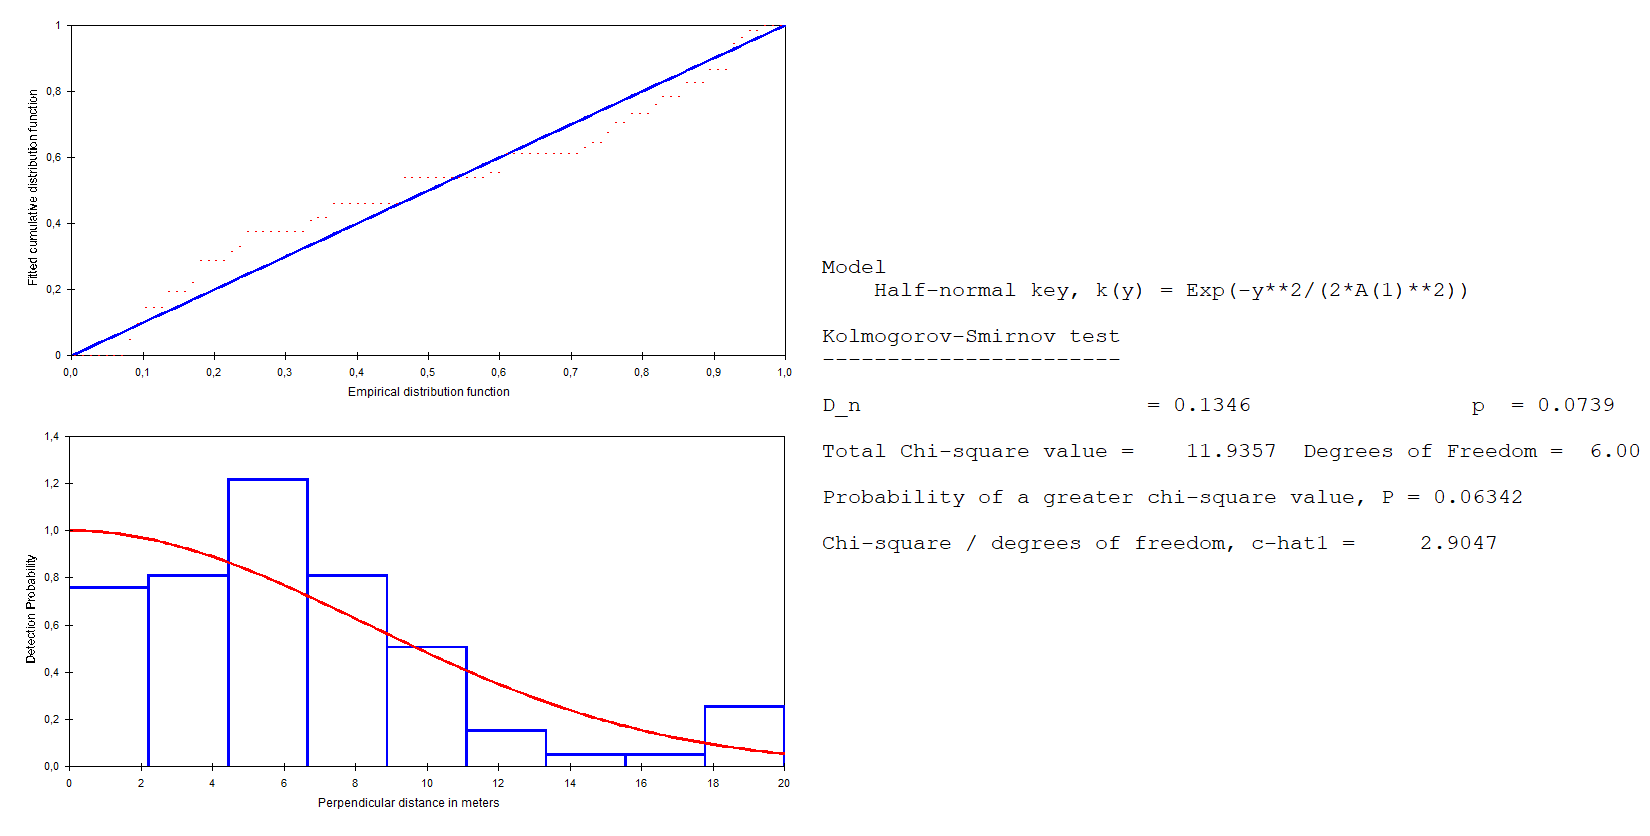 1
0,8
0,6
0,4
0,2
0
Fitted cumulative distribution function
0,0 0,1 0,2 0,3 0,4 0,5 0,6 0,7 0,8 0,9 1,0
Empirical distribution function
1,4
1,2
1,0
0,8
0,6
0,4
0,2
0,0
Detection Probability
0 2 4 6 8 10 12 14 16 18 20
Perpendicular distance in meters
Model
Half-normal key, k(y) = Exp(-y**2/(2*A(1)**2))
Kolmogorov-Smirnov test
-----------------------
D_n = 0.1346 p = 0.0739
Total Chi-square value = 11.9357 Degrees of Freedom = 6.00
Probability of a greater chi-square value, P = 0.06342
Chi-square / degrees of freedom, c-hat1 = 2.9047